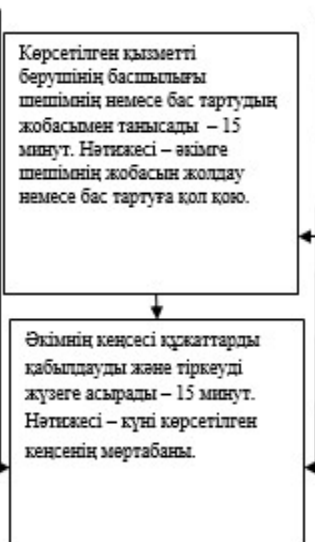 Көрсетілген қызметті
берушінің басшылығы
шешімнің немесе бас тартудың
жобасымен танысады – 15
минут. Нәтижесі – әкімге
шешімнің жобасын жолдау
немесе бас тартуға қол қою.
Әкімнің кеңсесі құжаттарды
қабылдауды және тіркеуді
жүзеге асырады – 15 минут.
Нәтижесі – күні көрсетілген
кеңсенің мөртабаны.